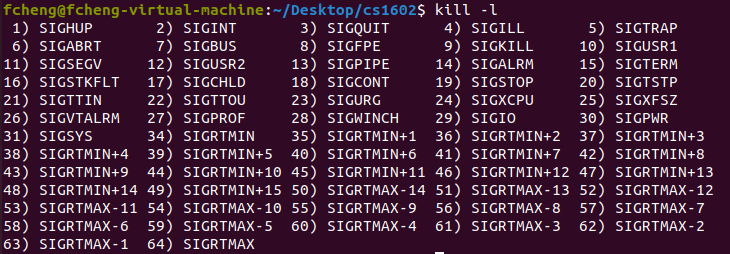 fcheng@fcheng-virtual-machine:~/Desktop/cs1602$ kill -l
 1) SIGHUP 2) SIGINT 3) SIGQUIT 4) SIGILL 5) SIGTRAP
 6) SIGABRT 7) SIGBUS 8) SIGFPE 9) SIGKILL 10) SIGUSR1
11) SIGSEGV 12) SIGUSR2 13) SIGPIPE 14) SIGALRM 15) SIGTERM
16) SIGSTKFLT 17) SIGCHLD 18) SIGCONT 19) SIGSTOP 20) SIGTSTP
21) SIGTTIN 22) SIGTTOU 23) SIGURG 24) SIGXCPU 25) SIGXFSZ
26) SIGVTALRM 27) SIGPROF 28) SIGWINCH 29) SIGIO 30) SIGPWR
31) SIGSYS 34) SIGRTMIN 35) SIGRTMIN+1 36) SIGRTMIN+2 37) SIGRTMIN+3
38) SIGRTMIN+4 39) SIGRTMIN+5 40) SIGRTMIN+6 41) SIGRTMIN+7 42) SIGRTMIN+8
43) SIGRTMIN+9 44) SIGRTMIN+10 45) SIGRTMIN+11 46) SIGRTMIN+12 47) SIGRTMIN+13
48) SIGRTMIN+14 49) SIGRTMIN+15 50) SIGRTMAX-14 51) SIGRTMAX-13 52) SIGRTMAX-12
53) SIGRTMAX-11 54) SIGRTMAX-10 55) SIGRTMAX-9 56) SIGRTMAX-8 57) SIGRTMAX-7
58) SIGRTMAX-6 59) SIGRTMAX-5 60) SIGRTMAX-4 61) SIGRTMAX-3 62) SIGRTMAX-2
63) SIGRTMAX-1 64) SIGRTMAX